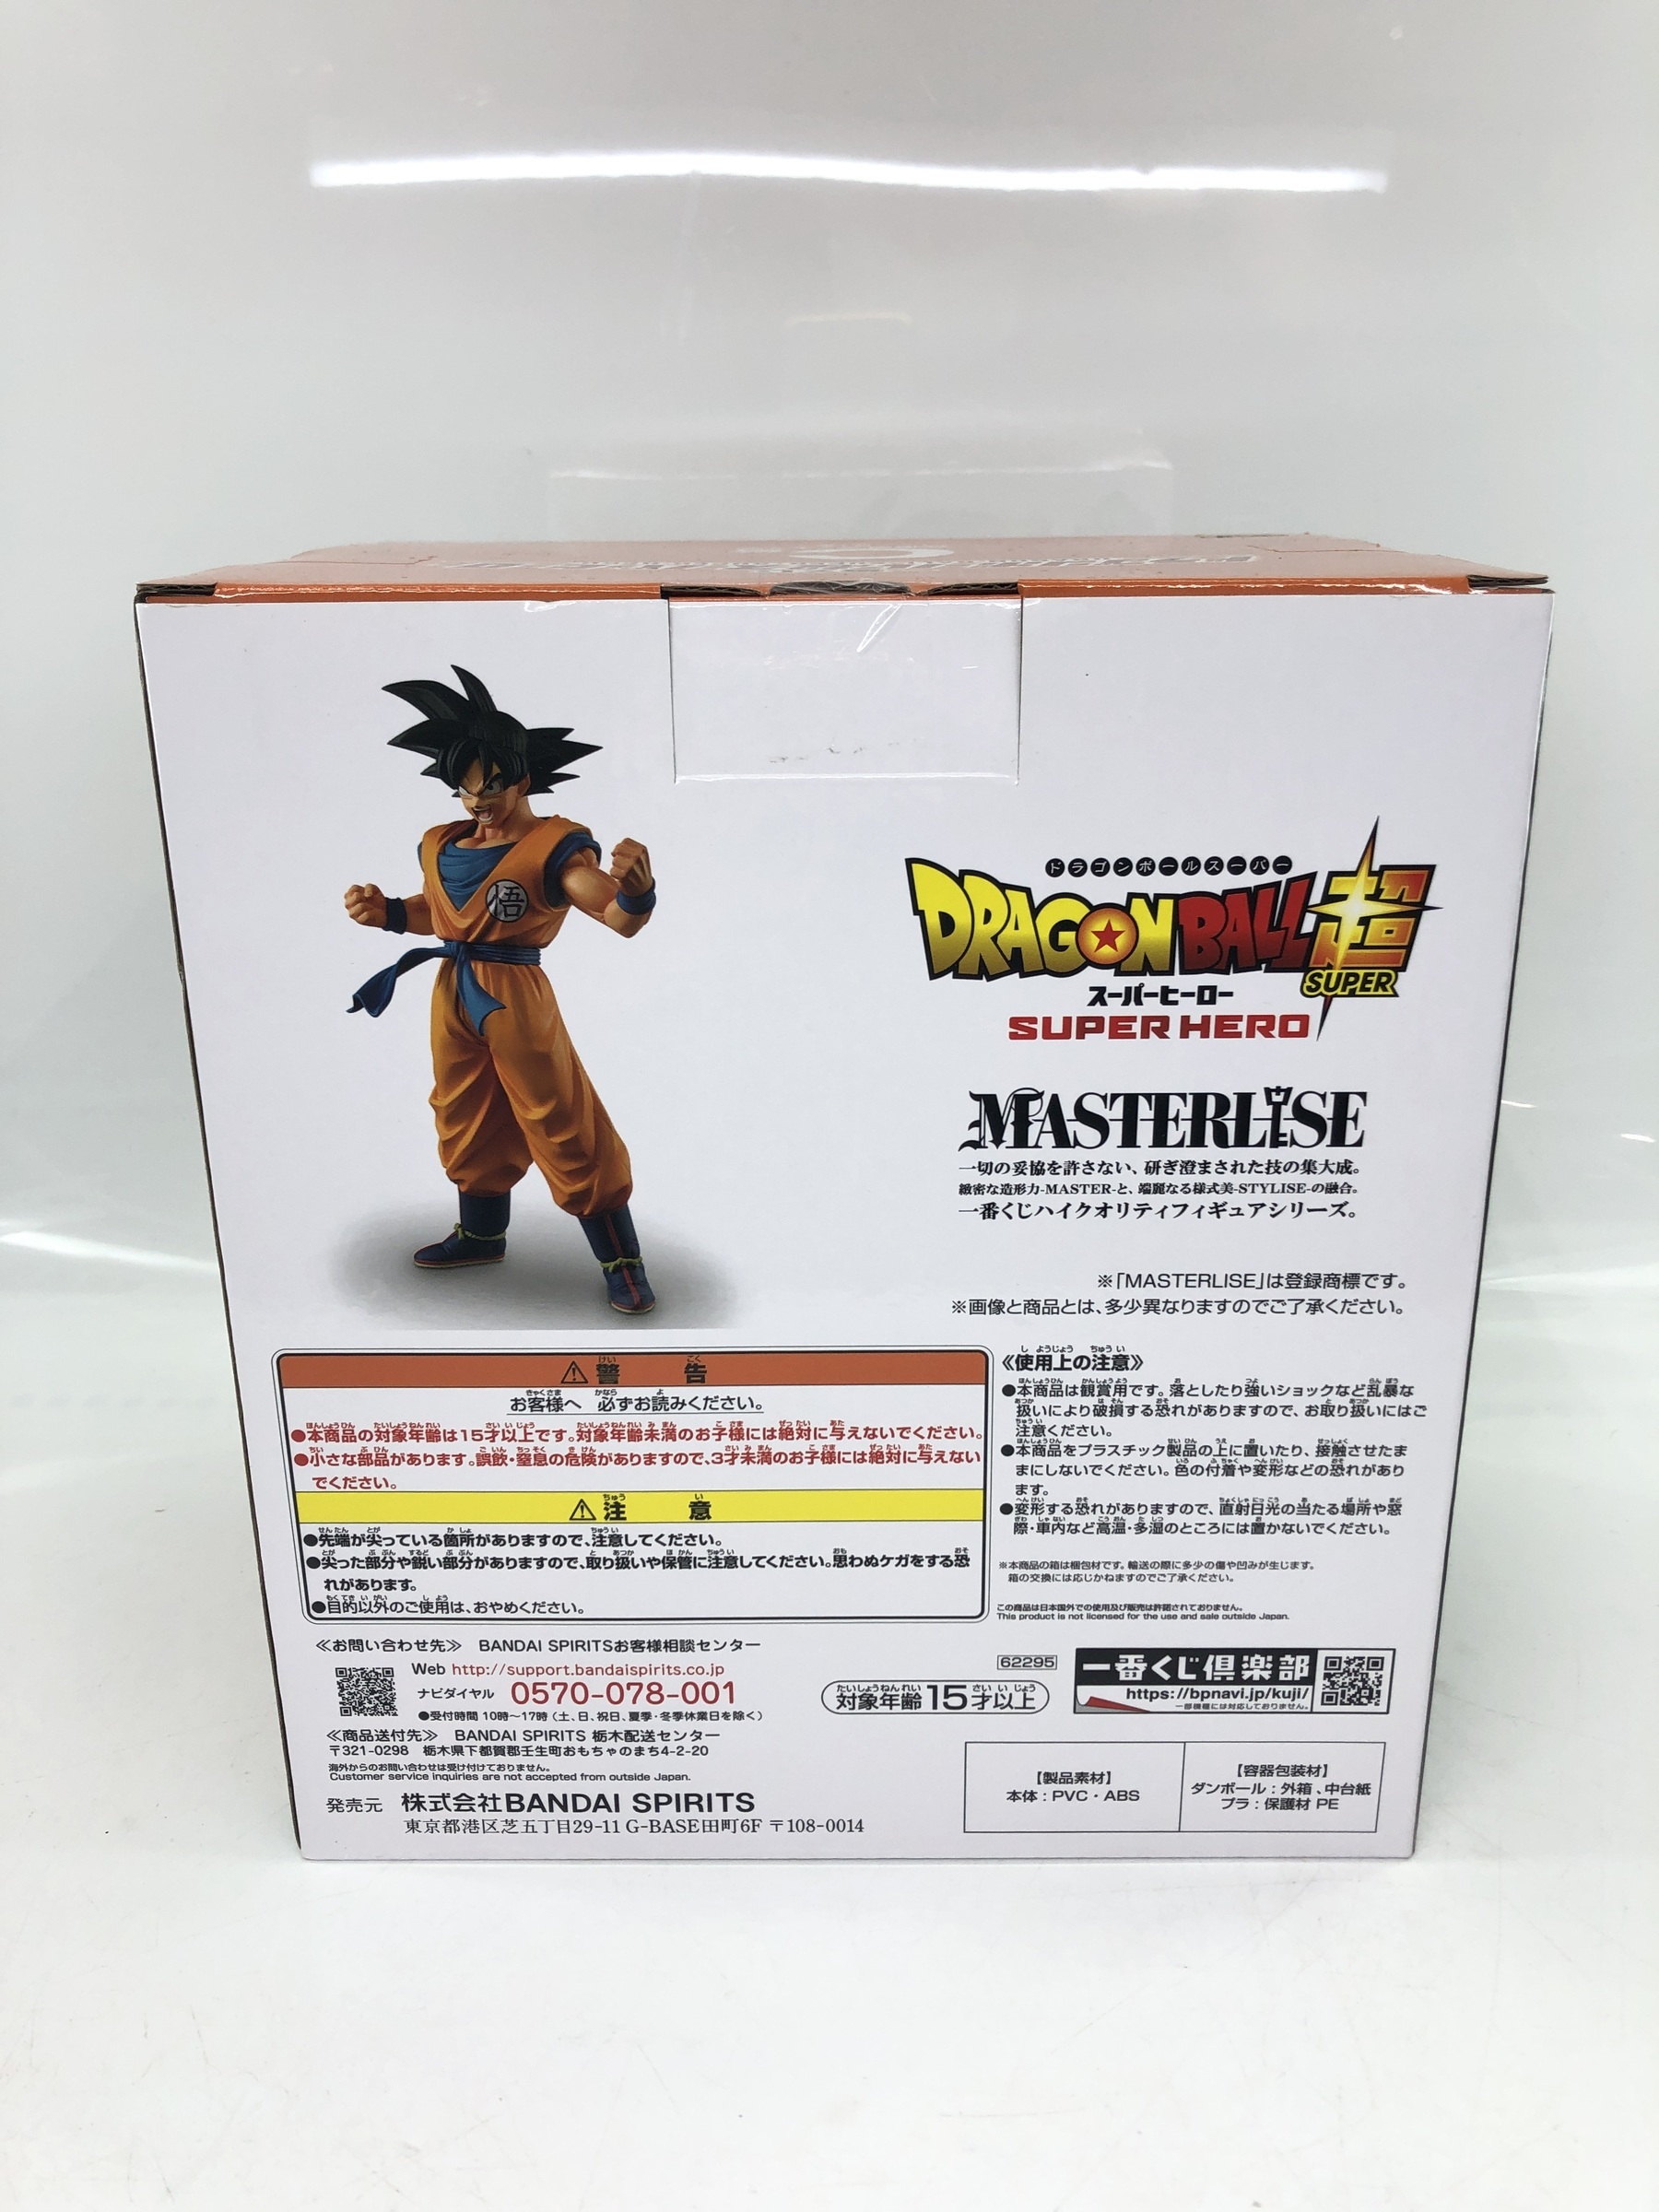 悟
ドラゴンボールスーパー
DRAGON BALL超
SUPER
スーパーヒーロー
SUPER HERO
MASTERLISE
一切の妥協を許さない、研ぎ澄まされた技の集大成。
緻密な造形力-MASTER-と、端麗なる様式美-STYLISE-の融合。
一番くじハイクオリティフィギュアシリーズ。
※「MASTERLISE」は登録商標です。
※画像と商品とは、多少異なりますのでご了承ください。
⚠警告
お客様へ 必ずお読みください。
●本商品の対象年齢は15才以上です。対象年齢未満のお子様には絶対に与えないでください。
●小さな部品があります。誤飲・窒息の危険がありますので、3才未満のお子様には絶対に与えない
でください。
⚠注意
●先端が尖っている箇所がありますので、注意してください。
●尖った部分や鋭い部分がありますので、取り扱いや保管に注意してください。思わぬケガをする恐
れがあります。
●目的以外のご使用は、おやめください。
《使用上の注意》
●本商品は観賞用です。落としたり強いショックなど乱暴な
扱いにより破損する恐れがありますので、お取り扱いにはご
注意ください。
●本商品をプラスチック製品の上に置いたり、接触させたま
まにしないでください。色の付着や変形などの恐れがあり
ます。
●変形する恐れがありますので、直射日光の当たる場所や窓
際・車内など高温・多湿のところには置かないでください。
※本商品の箱は梱包材です。輸送の際に多少の傷や凹みが生じます。
箱の交換には応じかねますのでご了承ください。
この商品は日本国外での使用及び販売は許諾されておりません。
This product is not licensed for the use and sale outside Japan.
≪お問い合わせ先≫ BANDAI SPIRITSお客様相談センター
Web http://support.bandaispirits.co.jp
ナビダイヤル 0570-078-001
●受付時間 10時～17時(土、日、祝日、夏季・冬季休業日を除く)
≪商品送付先≫ BANDAI SPIRITS 栃木配送センター
〒321-0298 栃木県下都賀郡壬生町おもちゃのまち4-2-20
海外からのお問い合わせは受け付けておりません。
Customer service inquiries are not accepted from outside Japan.
発売元 株式会社BANDAI SPIRITS
東京都港区芝五丁目29-11 G-BASE田町6F 〒108-0014
62295
対象年齢15才以上
一番くじ倶楽部
https://bpnavi.jp/kuji/
一部機種には対応しておりません。
【製品素材】
本体：PVC・ABS
【容器包装材】
ダンボール：外箱、中台紙
プラ：保護材 PE